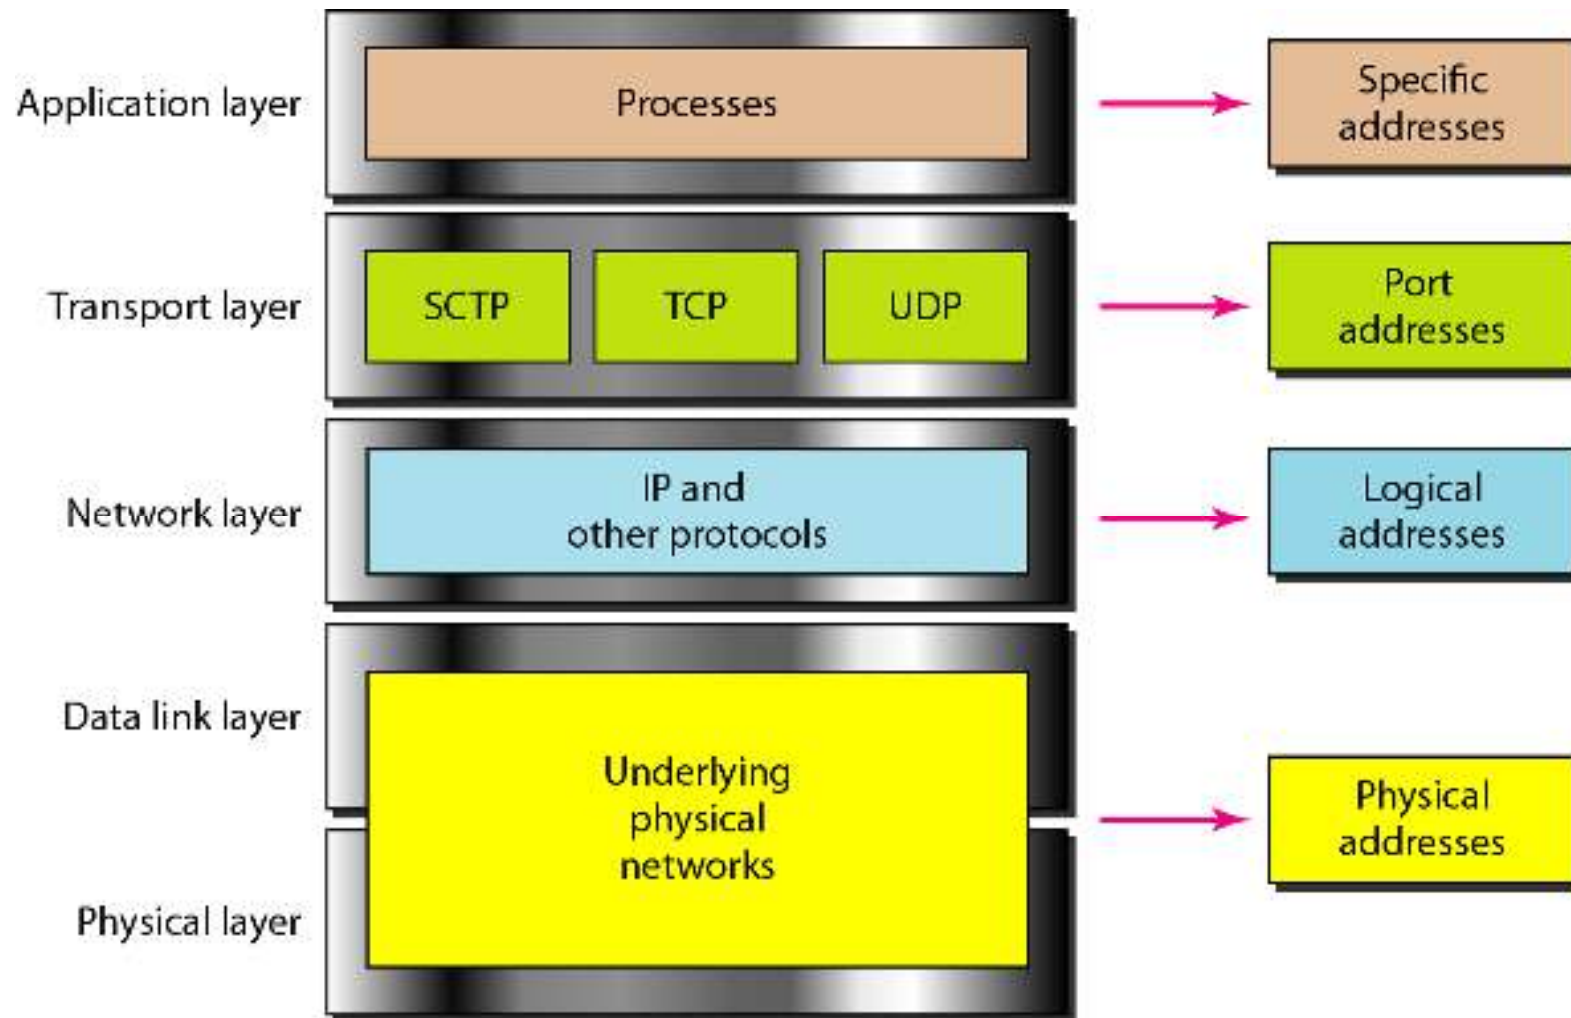 Application layer
Processes
Specific
addresses
Transport layer
SCTP
TCP
UDP
Port
addresses
Network layer
IP and
other protocols
Logical
addresses
Data link layer
Underlying
physical
networks
Physical
addresses
Physical layer